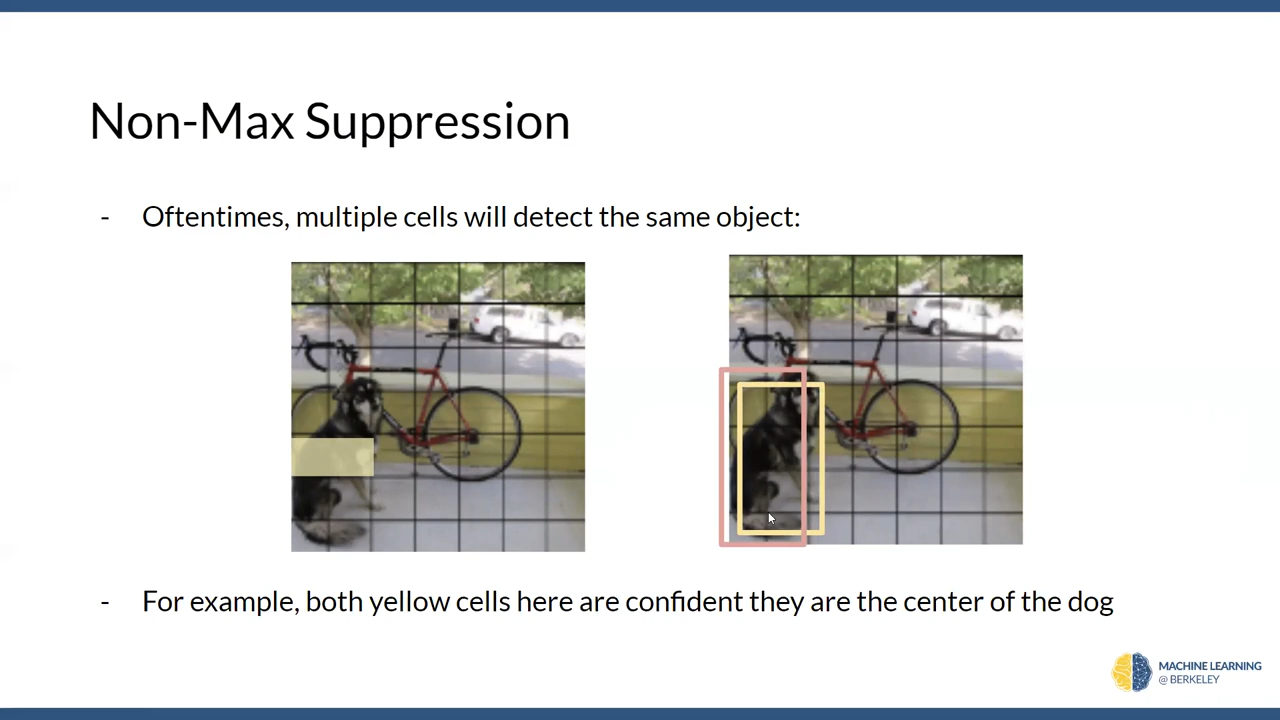 Non-Max Suppression
- Oftentimes, multiple cells will detect the same object:
- For example, both yellow cells here are confident they are the center of the dog
MACHINE LEARNING
@ BERKELEY